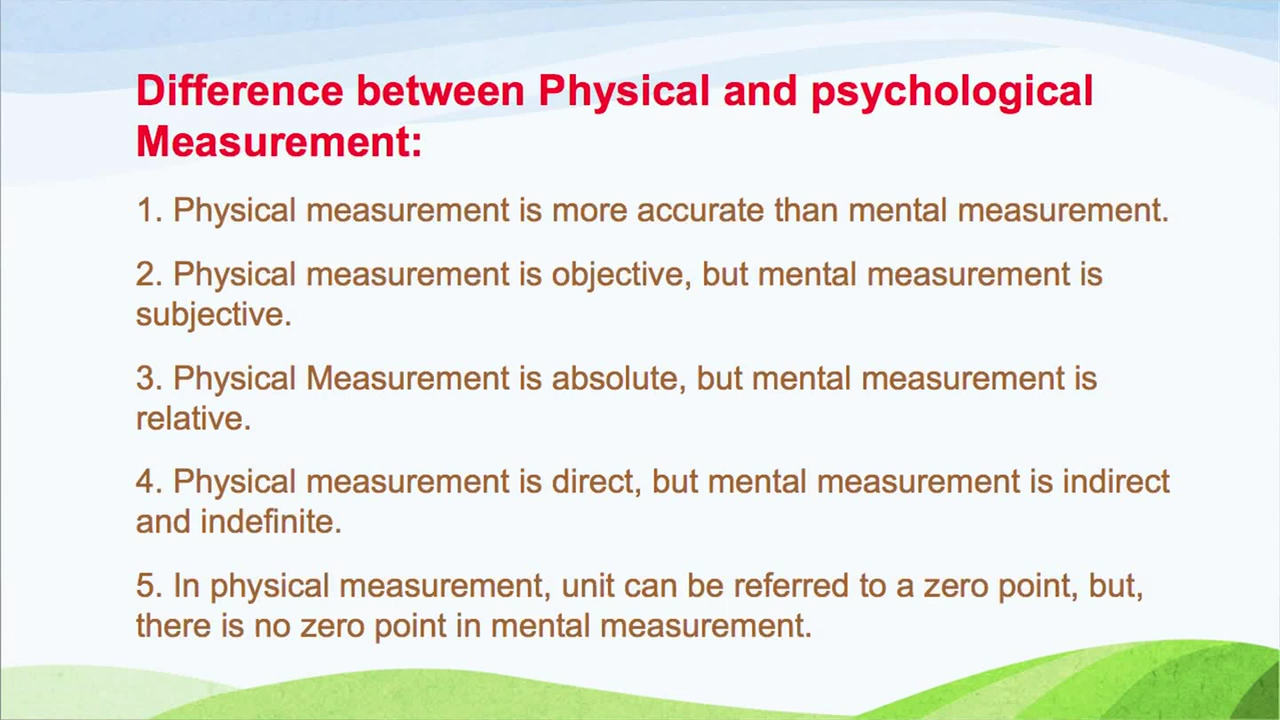 Difference between Physical and psychological
Measurement:
1. Physical measurement is more accurate than mental measurement.
2. Physical measurement is objective, but mental measurement is
subjective.
3. Physical Measurement is absolute, but mental measurement is
relative.
4. Physical measurement is direct, but mental measurement is indirect
and indefinite.
5. In physical measurement, unit can be referred to a zero point, but,
there is no zero point in mental measurement.